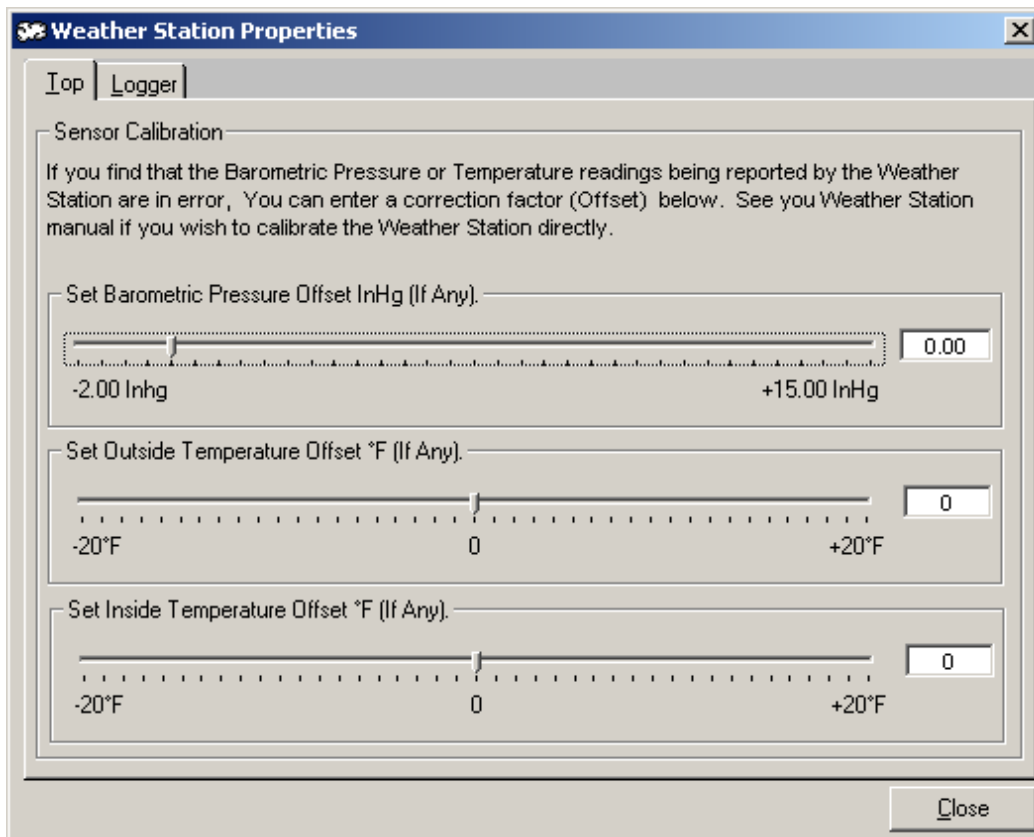 Weather Station Properties
Top Logger
Sensor Calibration
If you find that the Barometric Pressure or Temperature readings being reported by the Weather
Station are in error, You can enter a correction factor (Offset) below. See you Weather Station
manual if you wish to calibrate the Weather Station directly.
Set Barometric Pressure Offset InHg (If Any).
0.00
-2.00 Inhg +15.00 InHg
Set Outside Temperature Offset °F (If Any).
0
-20°F 0 +20°F
Set Inside Temperature Offset °F (If Any).
0
-20°F 0 +20°F
Close